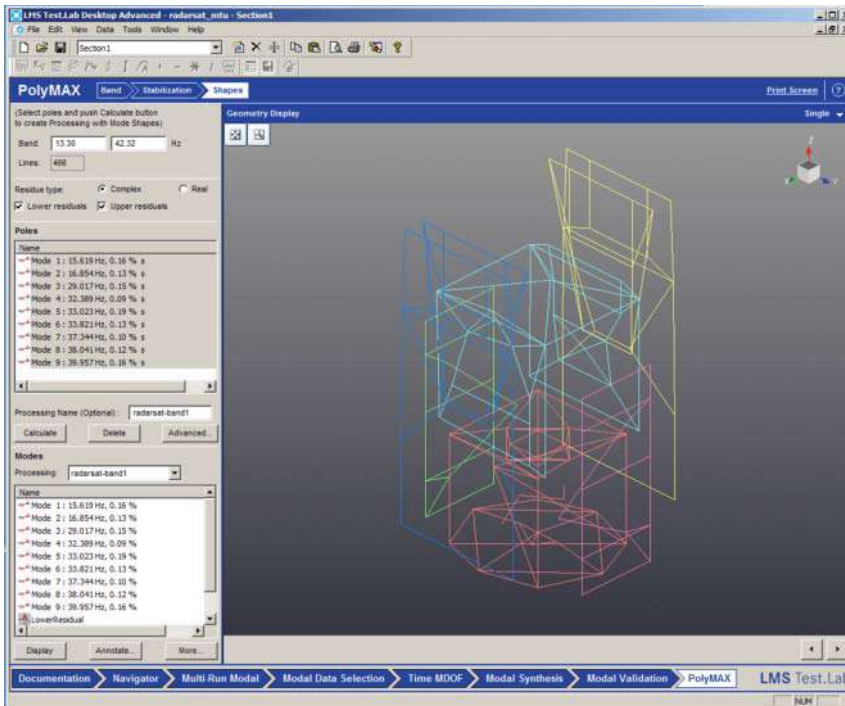 LMS Test.Lab Desktop Advanced - radarsat_mtu - Section1
File Edit View Data Tools Window Help
Section1
PolyMAX Band Stabilization Shapes Print Screen
(Select poles and push Calculate button
to create Processing with Mode Shapes)
Geometry Display Single
Band: 13.30 42.32 Hz
Lines: 466
Residue type: Complex Real
Lower residuals Upper residuals
Poles
Name
Mode 1 : 15.619 Hz, 0.16 % s
Mode 2 : 16.854 Hz, 0.13 % s
Mode 3 : 29.017 Hz, 0.15 % s
Mode 4 : 32.389 Hz, 0.09 % s
Mode 5 : 33.023 Hz, 0.19 % s
Mode 6 : 33.821 Hz, 0.13 % s
Mode 7 : 37.344 Hz, 0.10 % s
Mode 8 : 38.041 Hz, 0.12 % s
Mode 9 : 39.957 Hz, 0.16 % s
Processing Name (Optional) : radarsat-band1
Calculate Delete Advanced...
Modes
Processing: radarsat-band1
Name
Mode 1 : 15.619 Hz, 0.16 %
Mode 2 : 16.854 Hz, 0.13 %
Mode 3 : 29.017 Hz, 0.15 %
Mode 4 : 32.389 Hz, 0.09 %
Mode 5 : 33.023 Hz, 0.19 %
Mode 6 : 33.821 Hz, 0.13 %
Mode 7 : 37.344 Hz, 0.10 %
Mode 8 : 38.041 Hz, 0.12 %
Mode 9 : 39.957 Hz, 0.16 %
LowerResidual
Display Annotate... More...
Documentation Navigator Multi-Run Modal Modal Data Selection Time MDOF Modal Synthesis Modal Validation PolyMAX LMS Test.Lab
NUM